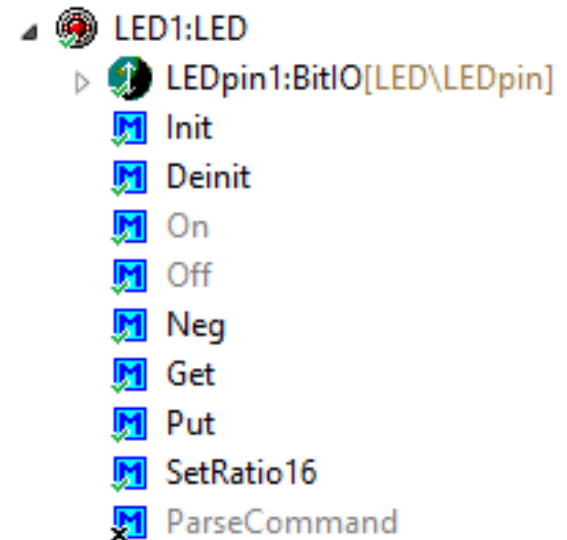 LED1:LED
LEDpin1:BitIO[LED\LEDpin]
M Init
M Deinit
M On
M Off
M Neg
M Get
M Put
M SetRatio16
M ParseCommand